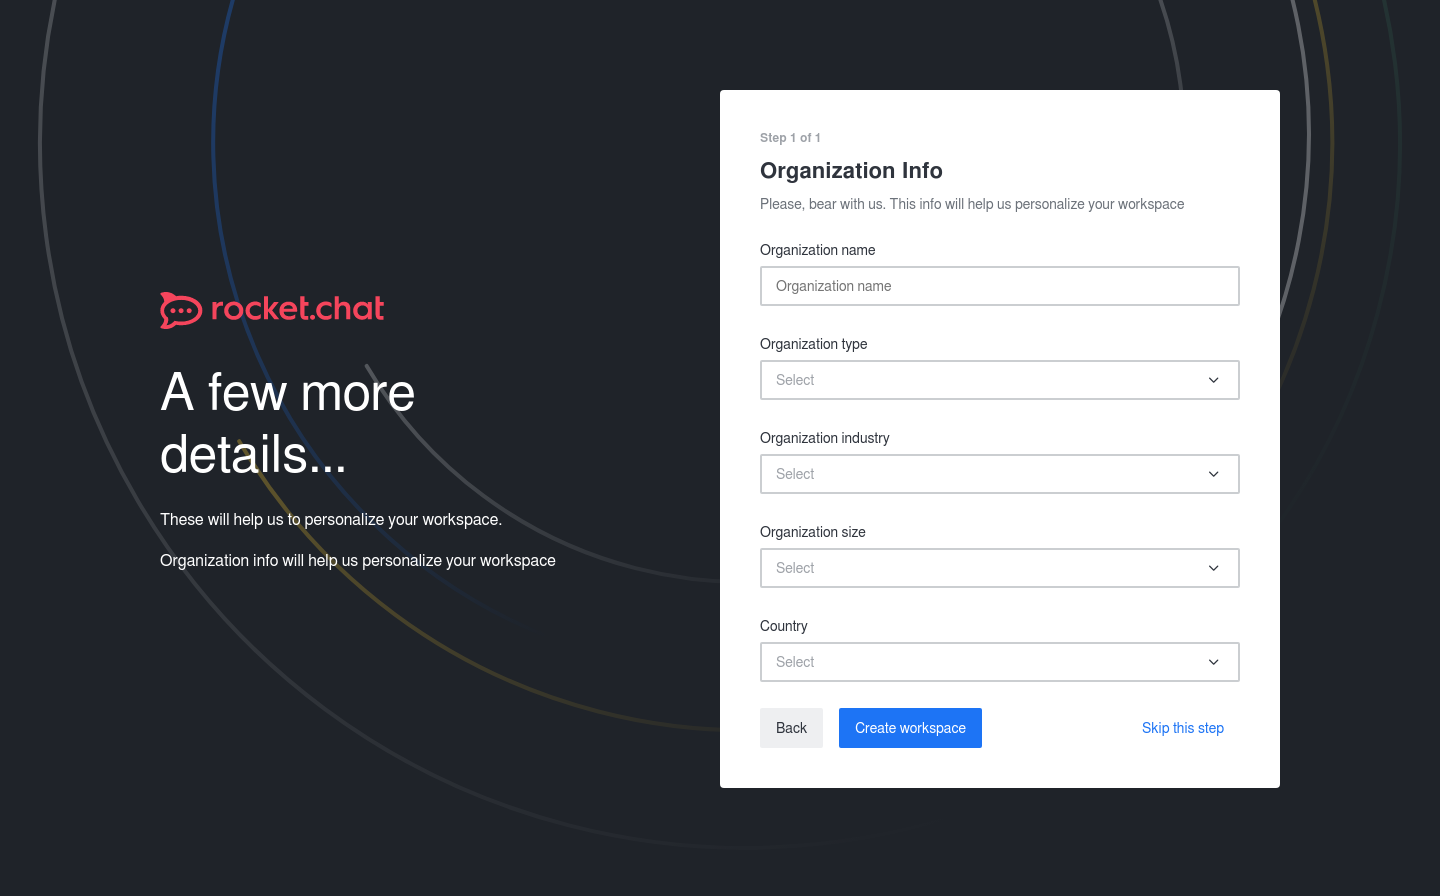 rocket.chat
A few more
details...
These will help us to personalize your workspace.
Organization info will help us personalize your workspace
Step 1 of 1
Organization Info
Please, bear with us. This info will help us personalize your workspace
Organization name
Organization name
Organization type
Select
Organization industry
Select
Organization size
Select
Country
Select
Back
Create workspace
Skip this step